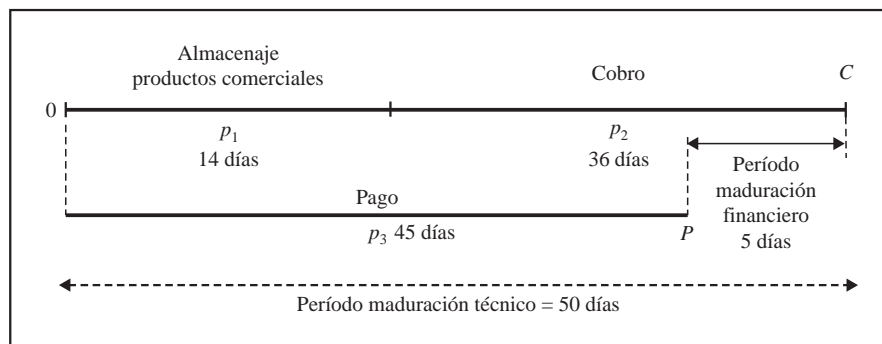 Almacenaje
productos comerciales
Cobro
C
0
p1
14 días
p2
36 días
Período
maduración
financiero
5 días
Pago
p3 45 días
P
Período maduración técnico = 50 días